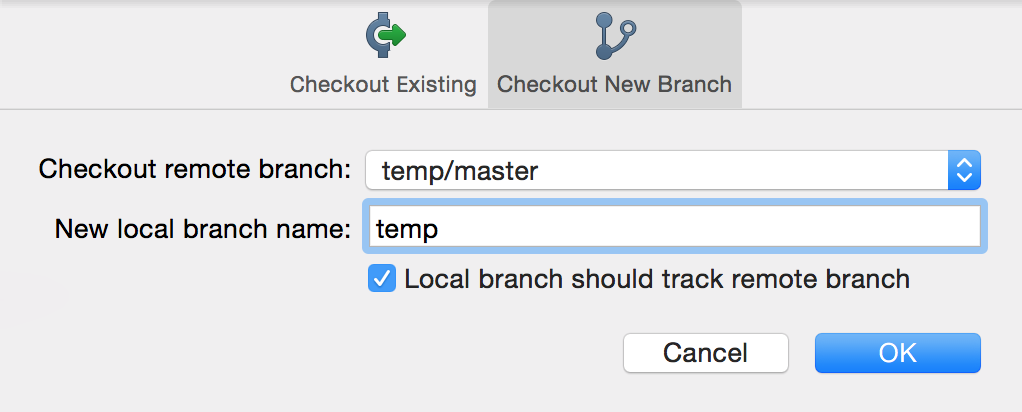 Checkout Existing
Checkout New Branch
Checkout remote branch: temp/master
New local branch name: temp
Local branch should track remote branch
Cancel OK